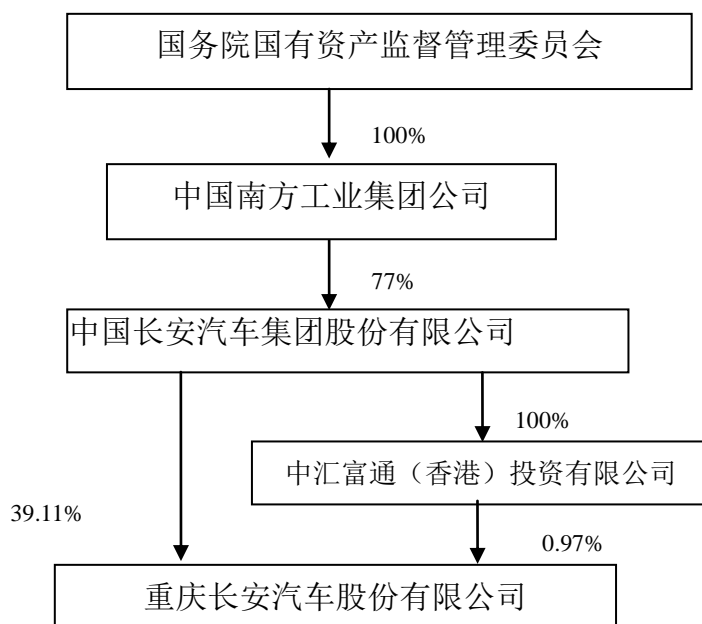 国务院国有资产监督管理委员会
100%
中国南方工业集团公司
77%
中国长安汽车集团股份有限公司
100%
中汇富通（香港）投资有限公司
39.11%
0.97%
重庆长安汽车股份有限公司